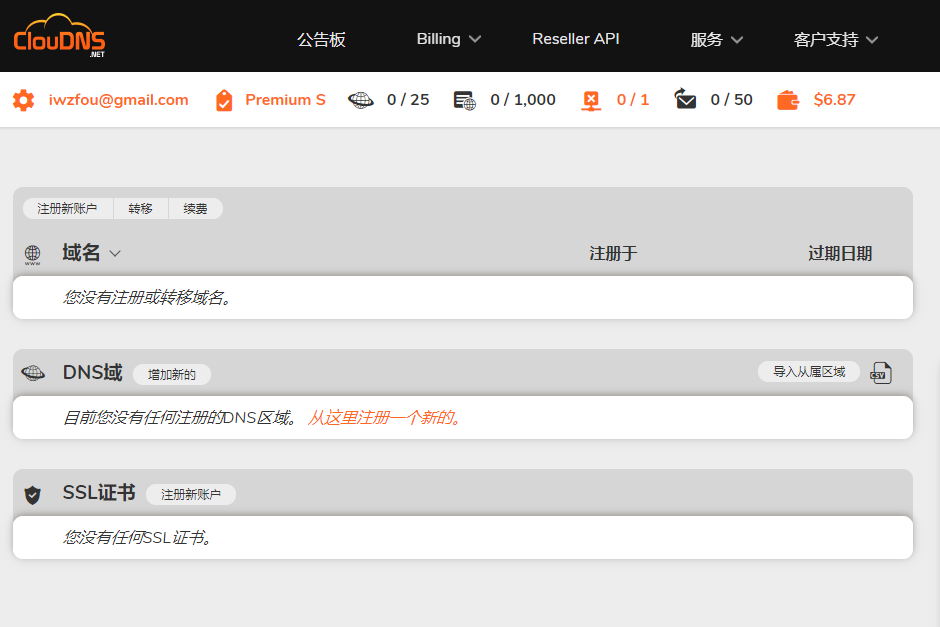 ClouDNS
.NET
公告板 Billing Reseller API 服务 客户支持
iwzfou@gmail.com Premium S 0 / 25 0 / 1,000 0 / 1 0 / 50 $6.87
注册新账户 转移 续费
www 域名 注册于 过期日期
您没有注册或转移域名。
DNS域 增加新的 导入从属区域 CSV
目前您没有任何注册的DNS区域。 从这里注册一个新的。
SSL证书 注册新账户
您没有任何SSL证书。